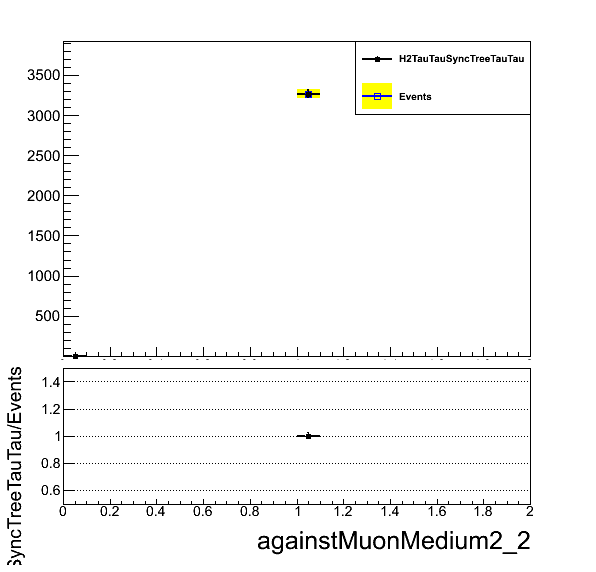 H2TauTauSyncTreeTauTau
Events
3500
3000
2500
2000
1500
1000
500
SyncTreeTauTau/Events
1.4
1.2
1
0.8
0.6
0 0.2 0.4 0.6 0.8 1 1.2 1.4 1.6 1.8 2
againstMuonMedium2_2